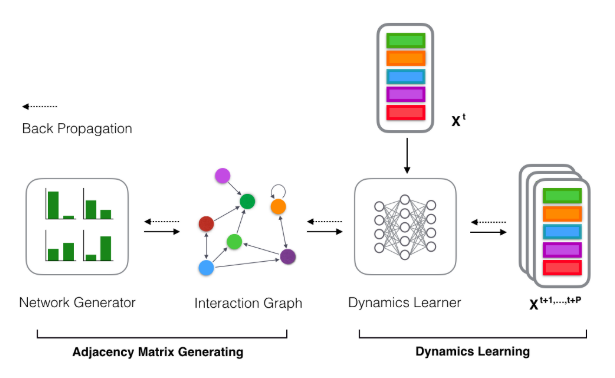 X t
Back Propagation
Network Generator
Interaction Graph
Dynamics Learner
X t+1,...,t+P
Adjacency Matrix Generating
Dynamics Learning